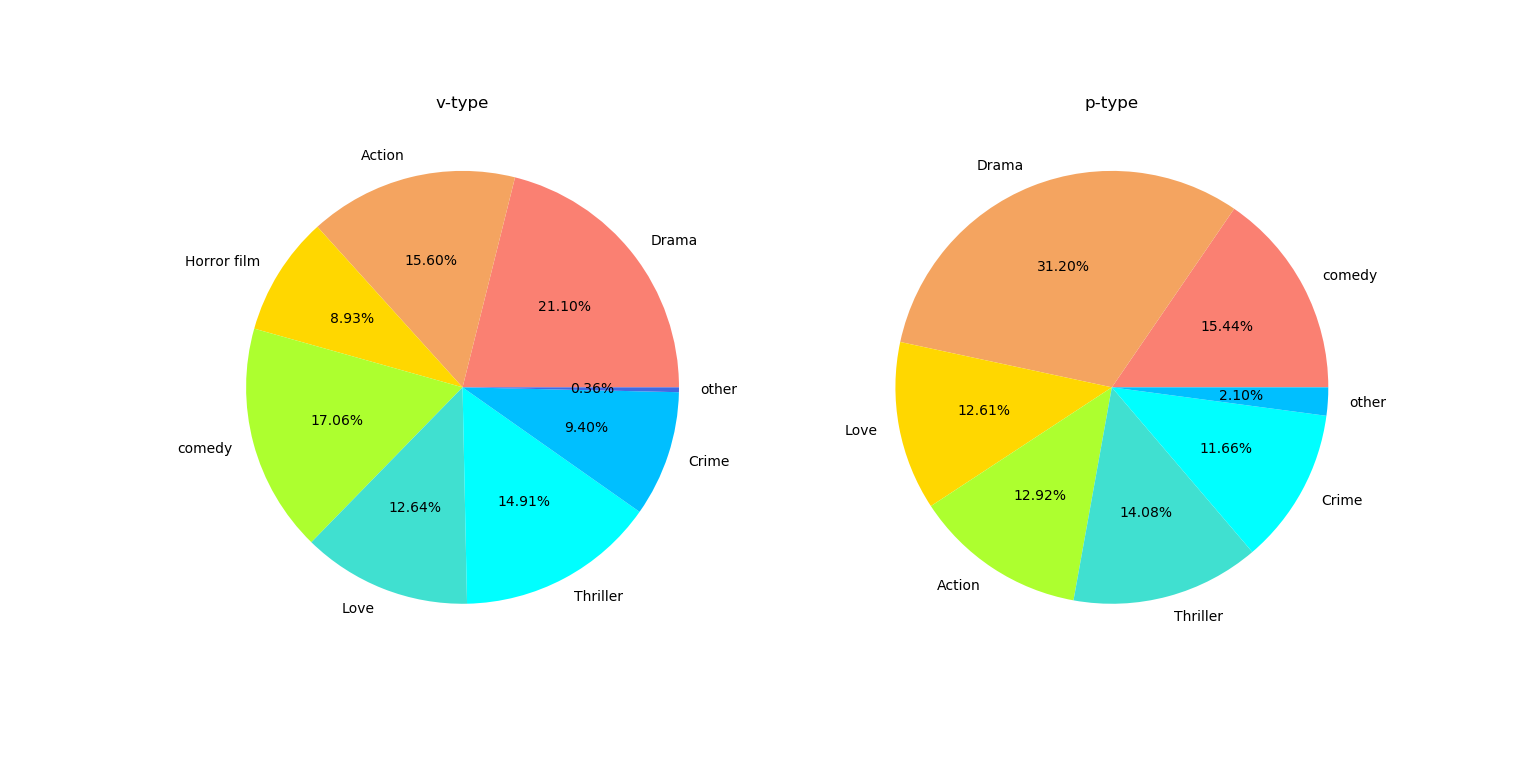 v-type
Action
Drama
Horror film
15.60%
21.10%
8.93%
0.36%
other
17.06%
9.40%
comedy
Crime
12.64%
14.91%
Love
Thriller
p-type
Drama
31.20%
comedy
15.44%
2.10%
other
12.61%
Love
11.66%
12.92%
Crime
14.08%
Action
Thriller